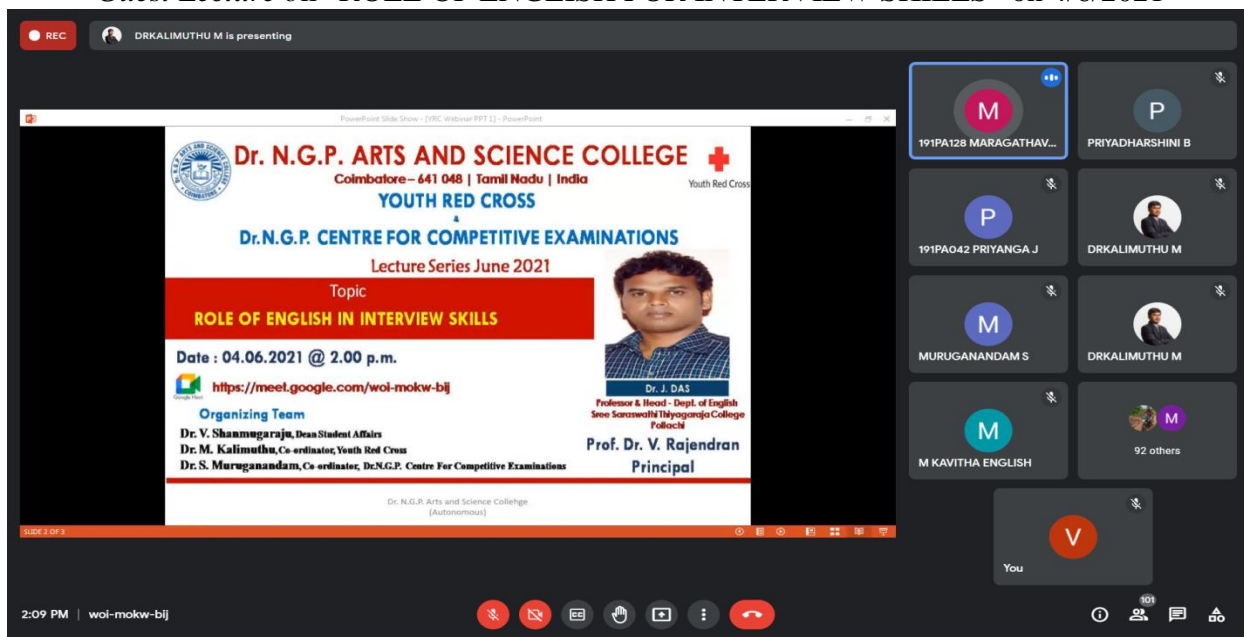 REC
DRKALIMUTHU M is presenting
PowerPoint Slide Show - [YRC Webinar PPT 1] - PowerPoint
Dr. N.G.P. ARTS AND SCIENCE COLLEGE
Coimbatore – 641 048 | Tamil Nadu | India
Youth Red Cross
YOUTH RED CROSS
&
Dr.N.G.P. CENTRE FOR COMPETITIVE EXAMINATIONS
Lecture Series June 2021
Topic
ROLE OF ENGLISH IN INTERVIEW SKILLS
Date : 04.06.2021 @ 2.00 p.m.
Google Meet
https://meet.google.com/woi-mokw-bij
Organizing Team
Dr. V. Shanmugaraju, Dean Student Affairs
Dr. M. Kalimuthu, Co-ordinator, Youth Red Cross
Dr. S. Muruganandam, Co-ordinator, Dr.N.G.P. Centre For Competitive Examinations
Dr. J. DAS
Professor & Head - Dept. of English
Sree Saraswathi Thiyagaraja College
Pollachi
Prof. Dr. V. Rajendran
Principal
Dr. N.G.P. Arts and Science Collehge
(Autonomous)
SLIDE 2 OF 3
M
191PA128 MARAGATHAV...
P
PRIYADHARSHINI B
P
191PA042 PRIYANGA J
DRKALIMUTHU M
M
MURUGANANDAM S
DRKALIMUTHU M
M
M KAVITHA ENGLISH
M
92 others
V
You
2:09 PM | woi-mokw-bij
CC
101